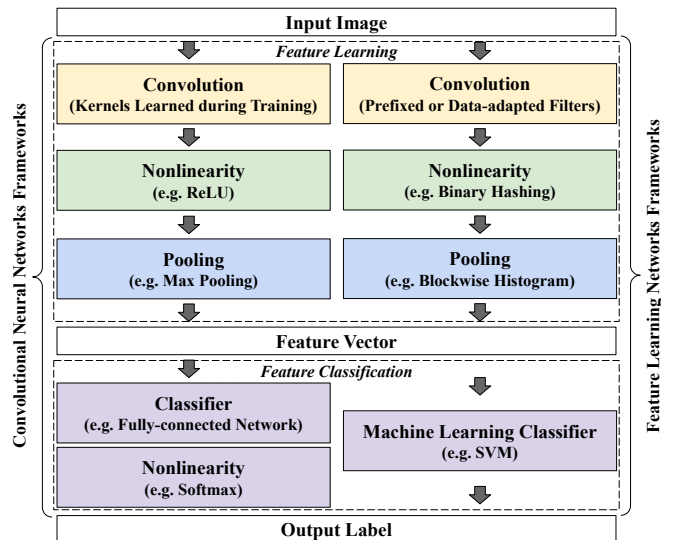 Input Image
Feature Learning
Convolution
(Kernels Learned during Training)
Nonlinearity
(e.g. ReLU)
Pooling
(e.g. Max Pooling)
Convolution
(Prefixed or Data-adapted Filters)
Nonlinearity
(e.g. Binary Hashing)
Pooling
(e.g. Blockwise Histogram)
Feature Vector
Feature Classification
Classifier
(e.g. Fully-connected Network)
Nonlinearity
(e.g. Softmax)
Machine Learning Classifier
(e.g. SVM)
Output Label
Convolutional Neural Networks Frameworks
Feature Learning Networks Frameworks